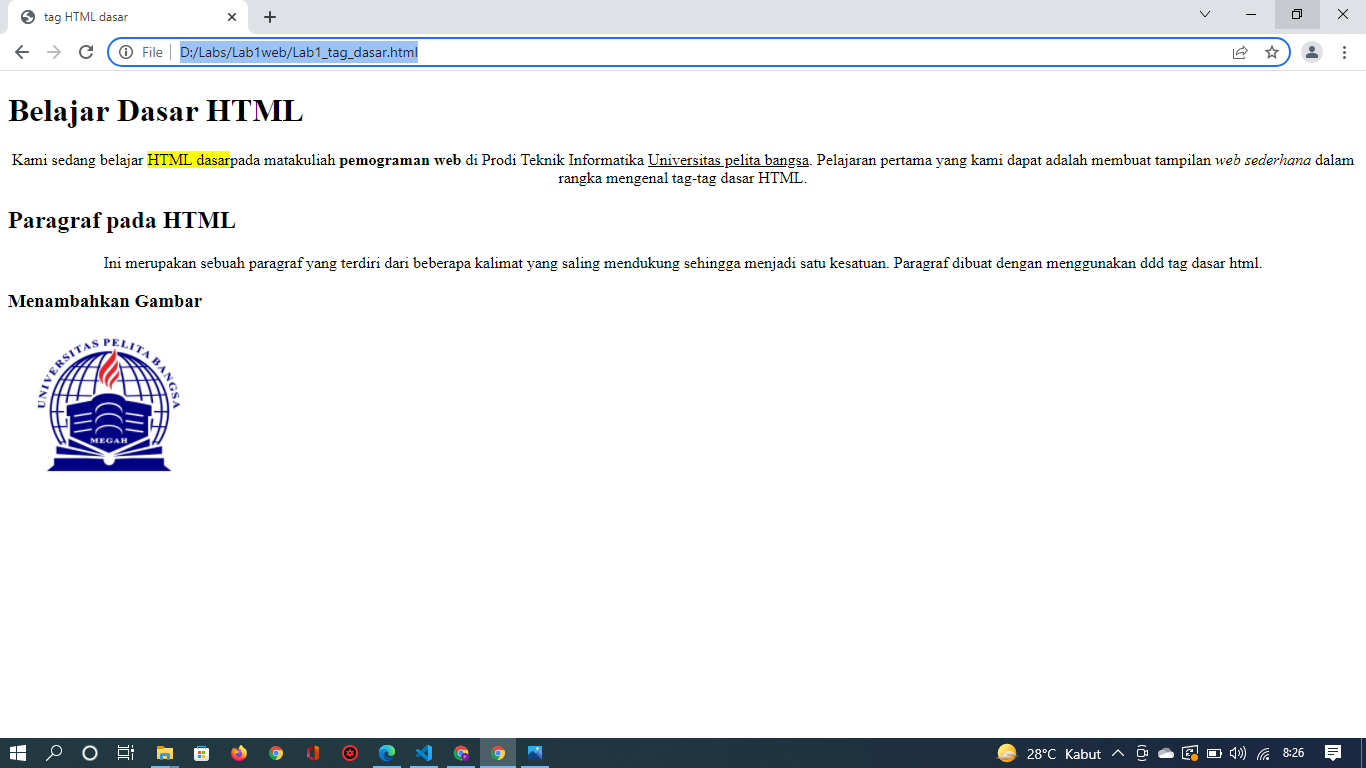 tag HTML dasar
File
D:/Labs/Lab1web/Lab1_tag_dasar.html
Belajar Dasar HTML
Kami sedang belajar HTML dasarpada matakuliah pemograman web di Prodi Teknik Informatika Universitas pelita bangsa. Pelajaran pertama yang kami dapat adalah membuat tampilan web sederhana dalam
rangka mengenal tag-tag dasar HTML.
Paragraf pada HTML
Ini merupakan sebuah paragraf yang terdiri dari beberapa kalimat yang saling mendukung sehingga menjadi satu kesatuan. Paragraf dibuat dengan menggunakan ddd tag dasar html.
Menambahkan Gambar
UNIVERSITAS PELITA BANGSA
MEGAH
28°C Kabut
8:26